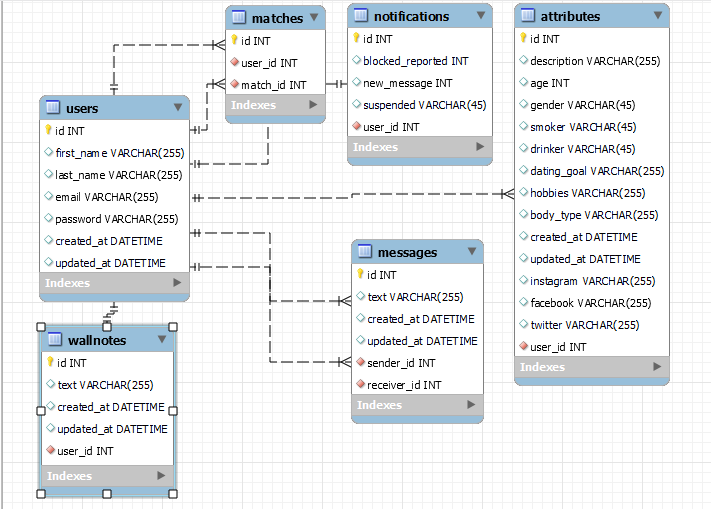 matches
id INT
user_id INT
match_id INT
Indexes
notifications
id INT
blocked_reported INT
new_message INT
suspended VARCHAR(45)
user_id INT
Indexes
attributes
id INT
description VARCHAR(255)
age INT
gender VARCHAR(45)
smoker VARCHAR(45)
drinker VARCHAR(45)
dating_goal VARCHAR(255)
hobbies VARCHAR(255)
body_type VARCHAR(255)
created_at DATETIME
updated_at DATETIME
instagram VARCHAR(255)
facebook VARCHAR(255)
twitter VARCHAR(255)
user_id INT
Indexes
users
id INT
first_name VARCHAR(255)
last_name VARCHAR(255)
email VARCHAR(255)
password VARCHAR(255)
created_at DATETIME
updated_at DATETIME
Indexes
messages
id INT
text VARCHAR(255)
created_at DATETIME
updated_at DATETIME
sender_id INT
receiver_id INT
Indexes
wallnotes
id INT
text VARCHAR(255)
created_at DATETIME
updated_at DATETIME
user_id INT
Indexes